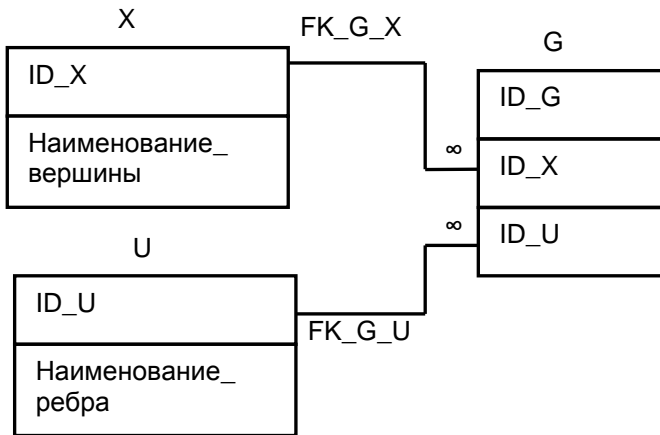 X
FK_G_X
G
ID_X
ID_G
Наименование_
вершины
∞
ID_X
∞
ID_U
U
ID_U
FK_G_U
Наименование_
ребра